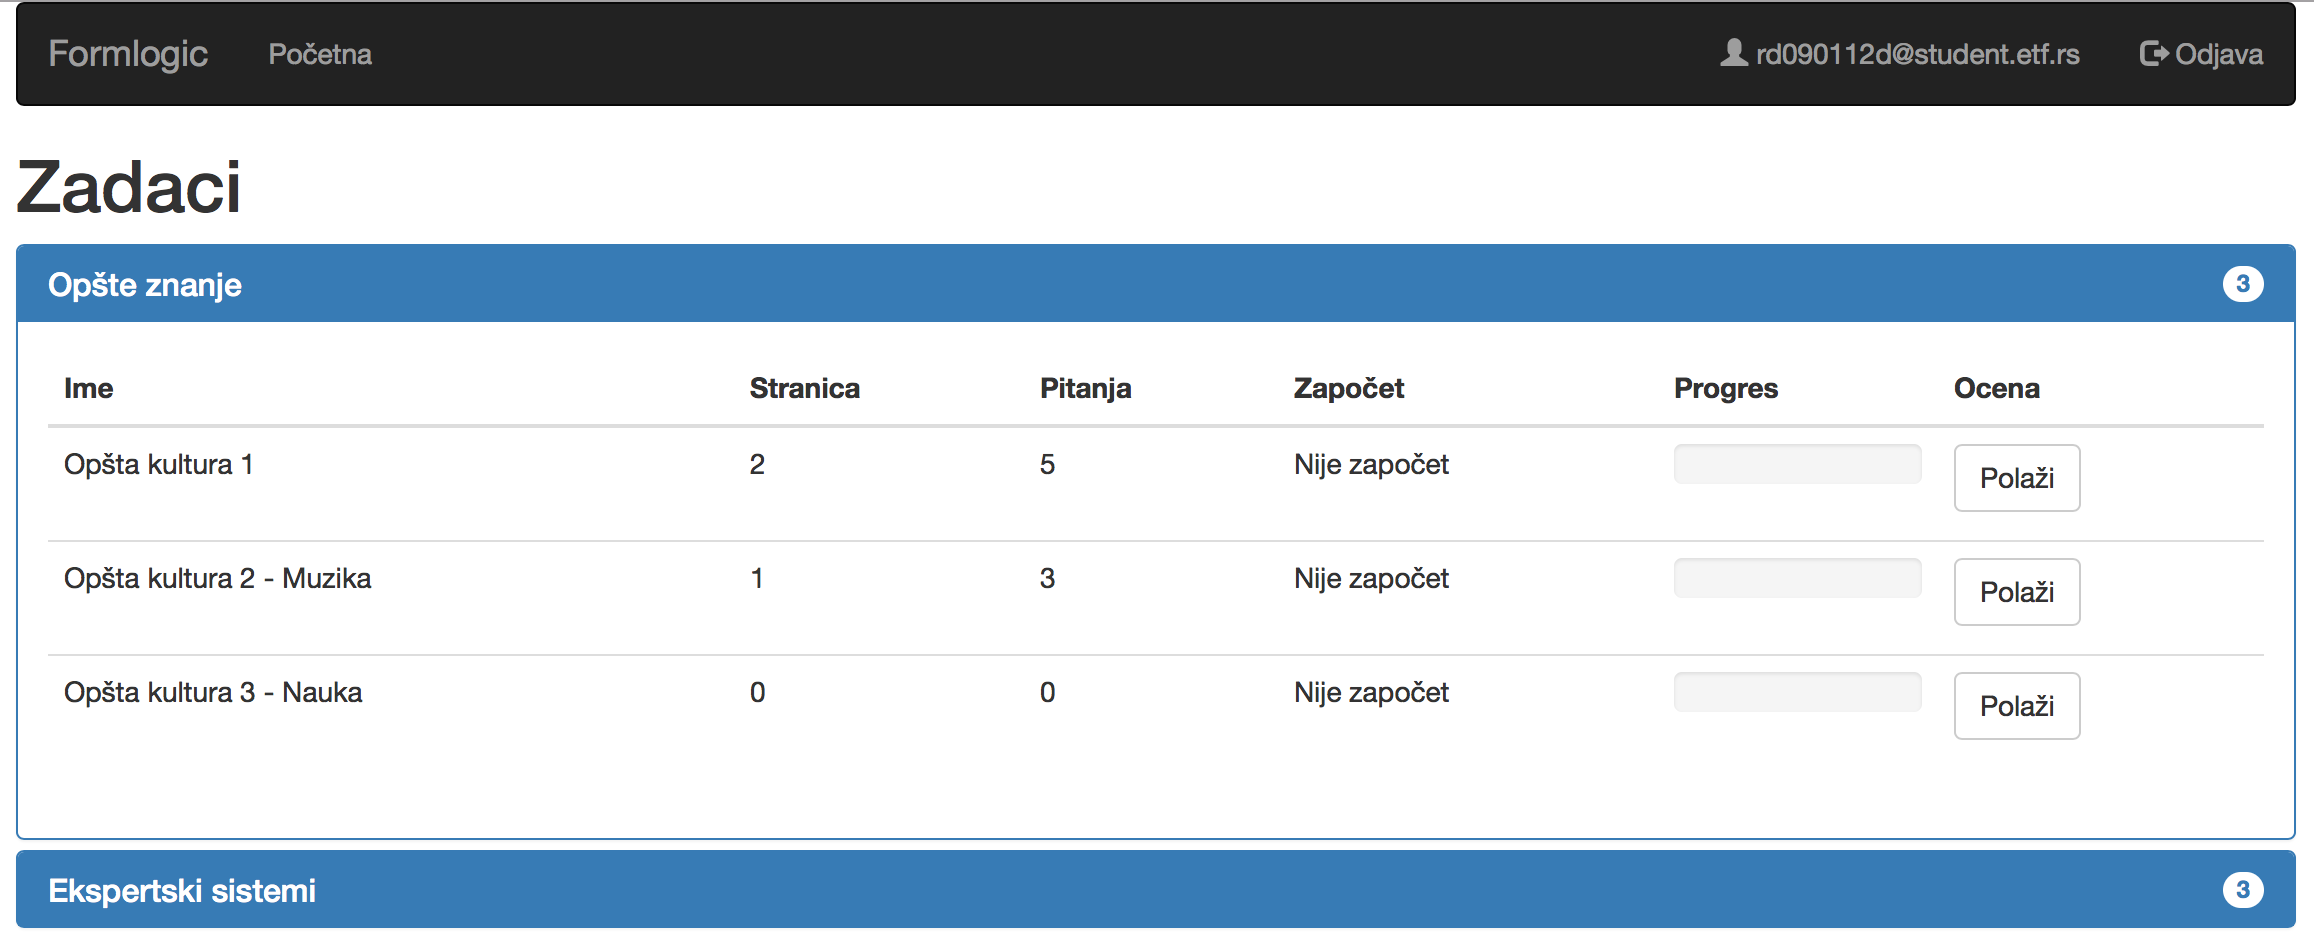 Formlogic Početna rd090112d@student.etf.rs Odjava
Zadaci
Opšte znanje 3
Ime Stranica Pitanja Započet Progres Ocena
Opšta kultura 1 2 5 Nije započet Polaži
Opšta kultura 2 - Muzika 1 3 Nije započet Polaži
Opšta kultura 3 - Nauka 0 0 Nije započet Polaži
Ekspertski sistemi 3